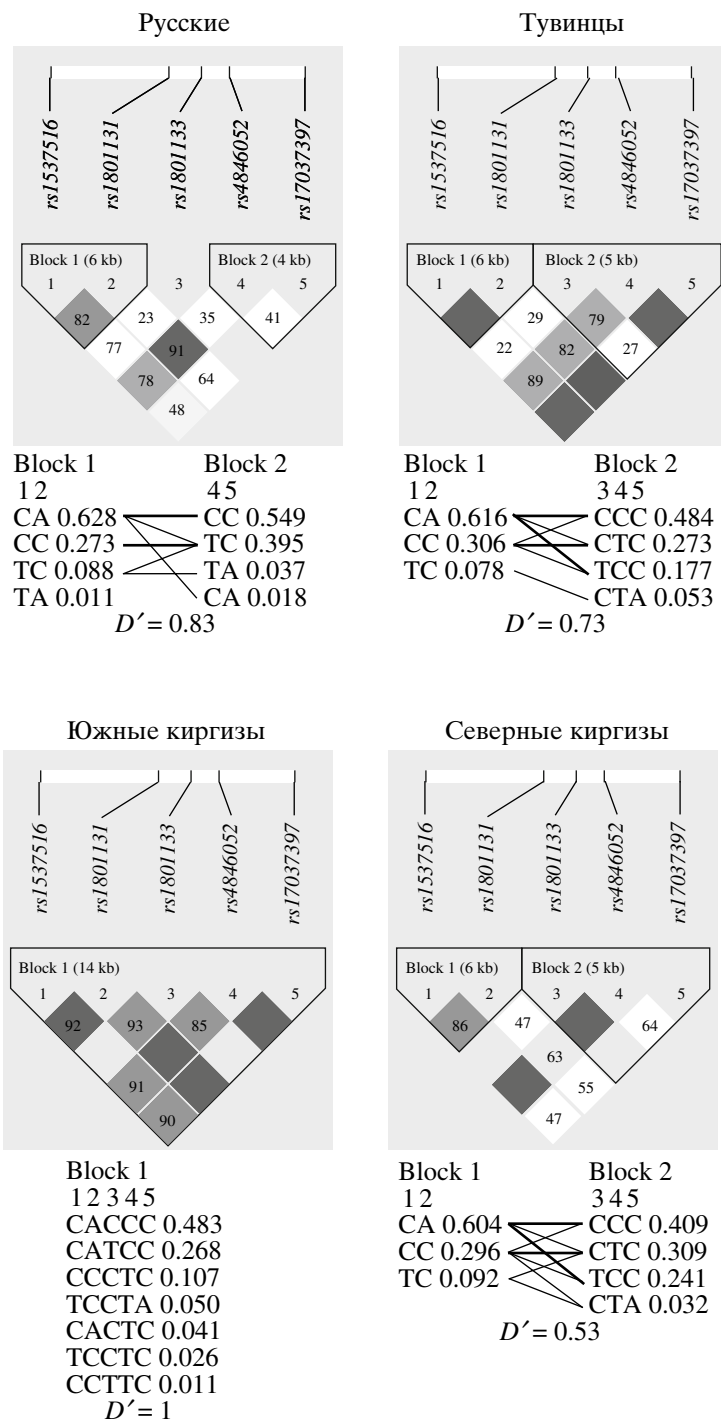 Русские
rs1537516 rs1801131 rs1801133 rs4846052 rs17037397
Block 1 (6 kb) Block 2 (4 kb)
1 2 3 4 5
82 23 35 41
77 91
78 64
48
Block 1 Block 2
1 2 4 5
CA 0.628 CC 0.549
CC 0.273 TC 0.395
TC 0.088 TA 0.037
TA 0.011 CA 0.018
D′ = 0.83
Тувинцы
rs1537516 rs1801131 rs1801133 rs4846052 rs17037397
Block 1 (6 kb) Block 2 (5 kb)
1 2 3 4 5
29 79
22 82 27
89
Block 1 Block 2
1 2 3 4 5
CA 0.616 CCC 0.484
CC 0.306 CTC 0.273
TC 0.078 TCC 0.177
CTA 0.053
D′ = 0.73
Южные киргизы
rs1537516 rs1801131 rs1801133 rs4846052 rs17037397
Block 1 (14 kb)
1 2 3 4 5
92 93 85
91
90
Block 1
1 2 3 4 5
CACCC 0.483
CATCC 0.268
CCCTC 0.107
TCCTA 0.050
CACTC 0.041
TCCTC 0.026
CCTTC 0.011
D′ = 1
Северные киргизы
rs1537516 rs1801131 rs1801133 rs4846052 rs17037397
Block 1 (6 kb) Block 2 (5 kb)
1 2 3 4 5
86 47 64
63
55
47
Block 1 Block 2
1 2 3 4 5
CA 0.604 CCC 0.409
CC 0.296 CTC 0.309
TC 0.092 TCC 0.241
CTA 0.032
D′ = 0.53